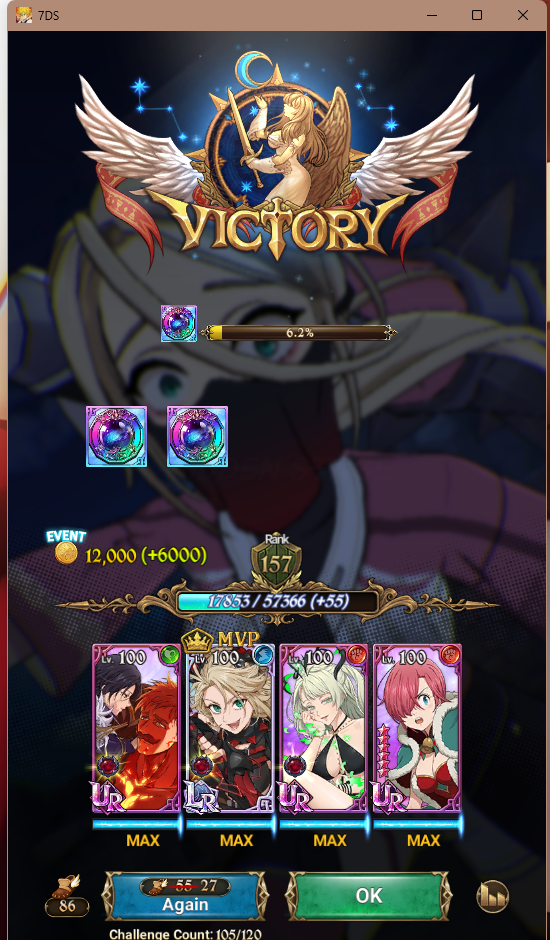 7DS
VICTORY
6.2%
EVENT
12,000 (+6000)
Rank
157
17853 / 57366 (+55)
MVP
Lv. 100
Lv. 100
Lv. 100
Lv. 100
UR
LR
UR
UR
MAX
MAX
MAX
MAX
86
55 27
Again
OK
Challenge Count: 105/120